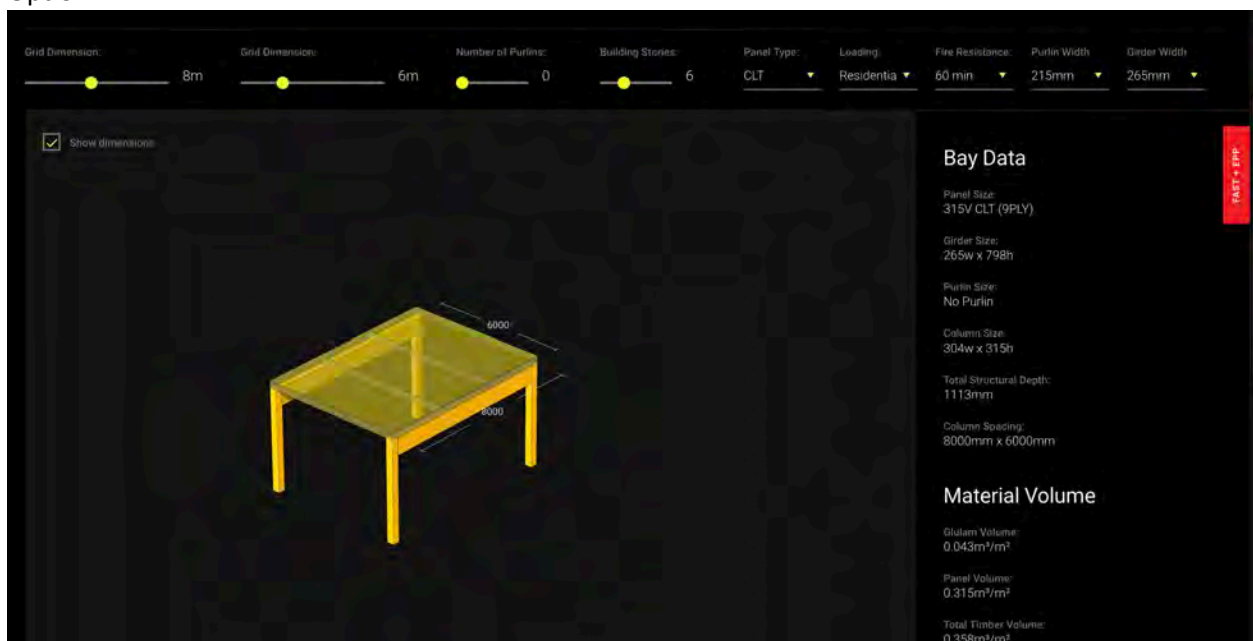 Grid Dimension:
8m
Grid Dimension:
6m
Number of Purlins:
0
Building Stories:
6
Panel Type:
CLT
Loading:
Residentia
Fire Resistance:
60 min
Purlin Width
215mm
Girder Width
265mm
Show dimensions
6000
8000
Bay Data
Panel Size:
315V CLT (9PLY)
Girder Size:
265w x 798h
Purlin Size:
No Purlin
Column Size:
304w x 315h
Total Structural Depth:
1113mm
Column Spacing:
8000mm x 6000mm
Material Volume
Glulam Volume:
0.043m³/m²
Panel Volume:
0.315m³/m²
Total Timber Volume:
0.358m³/m²
FAST + EPP